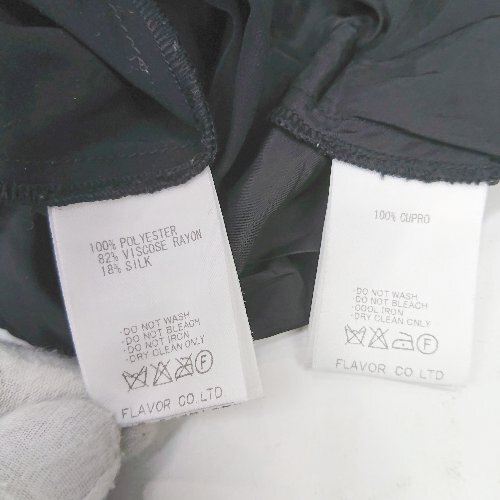 100% POLYESTER
82% VISCOSE RAYON
18% SILK
-DO NOT WASH
-DO NOT BLEACH
-DO NOT IRON
-DRY CLEAN ONLY
F
FLAVOR CO.LTD
100% CUPRO
-DO NOT WASH
-DO NOT BLEACH
-COOL IRON
-DRY CLEAN ONLY
F
FLAVOR CO.LTD